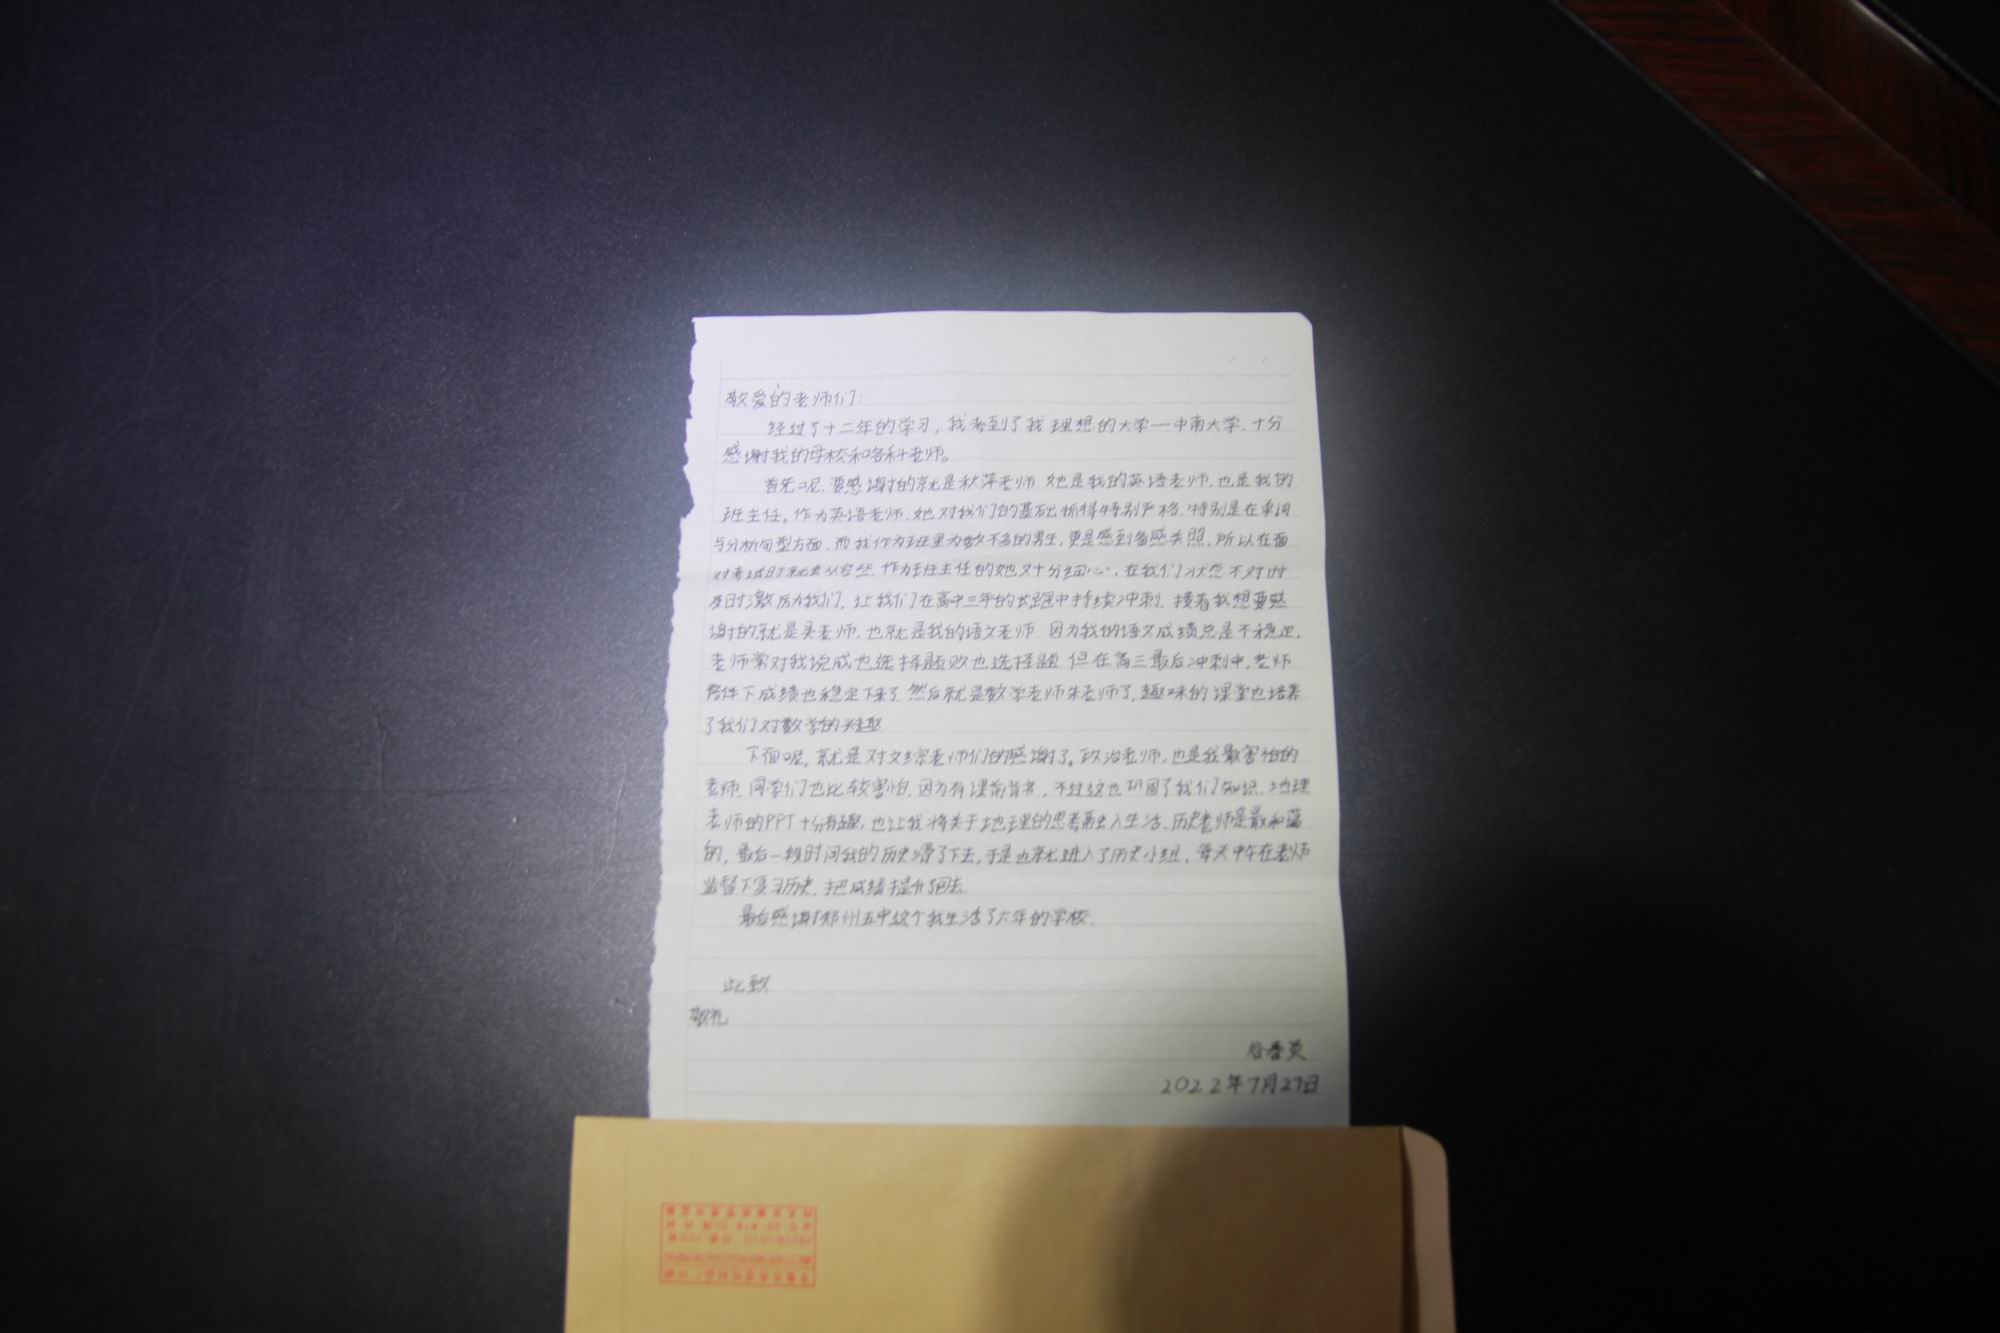 敬爱的老师们:
经过了十二年的学习,我考到了我理想的大学—中南大学.十分
感谢我的母校和各科老师。
首先呢.要感谢的就是秋萍老师.她是我的英语老师.也是我的
班主任。作为英语老师.她对我们的基础抓得特别严格.特别是在单词
与分析句型方面.而我作为班里为数不多的男生.更是感到备感关照.所以在面
对考试时就会从容些.作为班主任的她又十分细心,在我们状态不对时
及时激励我们.让我们在高中三年的长跑中持续冲刺.接着我想要感
谢的就是吴老师.也就是我的语文老师.因为我的语文成绩总是不稳定.
老师常对我说成也选择题败也选择题.但在高三最后冲刺中.老师
陪伴下成绩也稳定下来了.然后就是数学老师朱老师了,趣味的课堂也培养
了我们对数学的兴趣.
下面呢,就是对文综老师们的感谢了。政治老师,也是我最害怕的
老师.同学们也比较害怕.因为有课前背书,不过这也巩固了我们知识.地理
老师的PPT十分有趣,也让我将关于地理的思考融入生活.历史老师是最和蔼
的,最后一段时间我的历史滑了下去,于是也就进入了历史小组,每天中午在老师
监督下复习历史.把成绩提升了回去.
最后感谢郑州五中这个我生活了六年的学校.
此致
敬礼
2022年7月27日